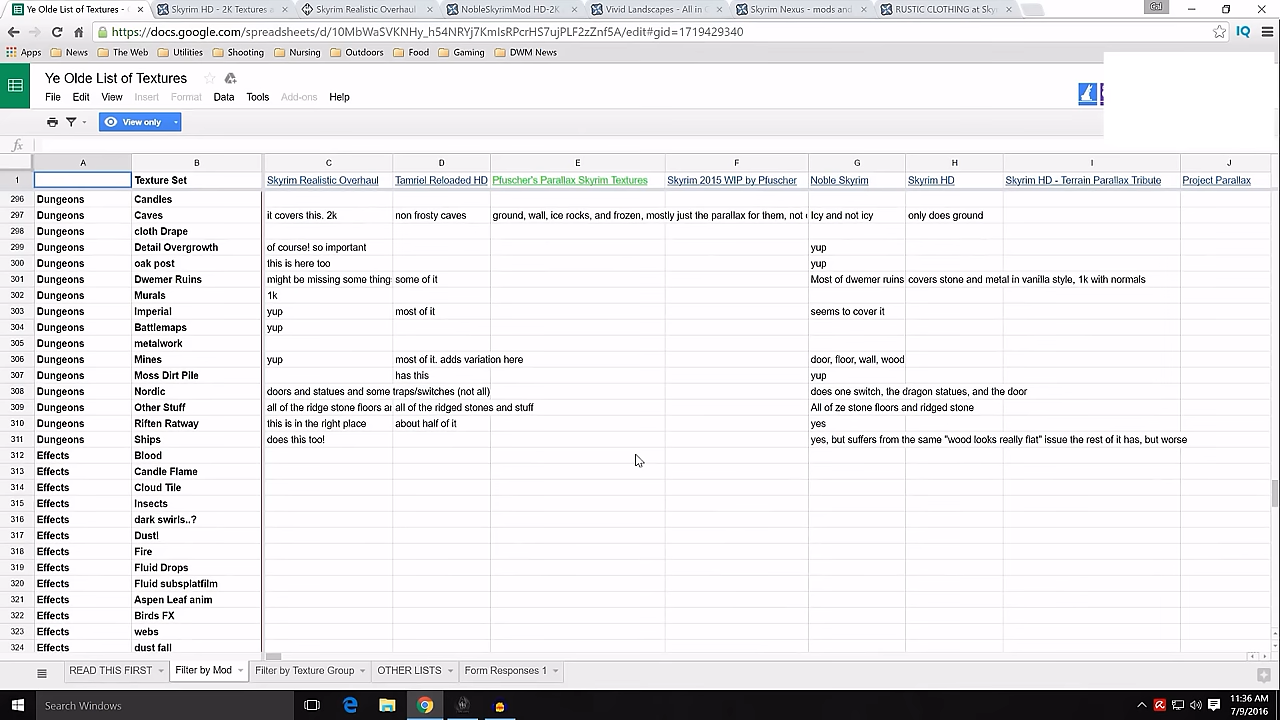 Ye Olde List of Textures - Skyrim HD - 2K Textures a Skyrim Realistic Overhaul NobleSkyrimMod HD-2K Vivid Landscapes - All in Skyrim Nexus - mods and RUSTIC CLOTHING at Sky
https://docs.google.com/spreadsheets/d/10MbWaSVKNHy_h54NRYj7KmIsRPcrHS7ujPLF2zZnf5A/edit#gid=1719429340
Apps News The Web Utilities Shooting Nursing Outdoors Food Gaming DWM News
Ye Olde List of Textures
File Edit View Insert Format Data Tools Add-ons Help
View only
fx
A B C D E F G H I J
1 Texture Set Skyrim Realistic Overhaul Tamriel Reloaded HD Pfuscher's Parallax Skyrim Textures Skyrim 2015 WIP by Pfuscher Noble Skyrim Skyrim HD Skyrim HD - Terrain Parallax Tribute Project Parallax
296 Dungeons Candles
297 Dungeons Caves it covers this. 2k non frosty caves ground, wall, ice rocks, and frozen, mostly just the parallax for them, not Icy and not icy only does ground
298 Dungeons cloth Drape
299 Dungeons Detail Overgrowth of course! so important yup
300 Dungeons oak post this is here too yup
301 Dungeons Dwemer Ruins might be missing some thing some of it Most of dwemer ruins covers stone and metal in vanilla style, 1k with normals
302 Dungeons Murals 1k
303 Dungeons Imperial yup most of it seems to cover it
304 Dungeons Battlemaps yup
305 Dungeons metalwork
306 Dungeons Mines yup most of it. adds variation here door, floor, wall, wood
307 Dungeons Moss Dirt Pile has this yup
308 Dungeons Nordic doors and statues and some traps/switches (not all) does one switch, the dragon statues, and the door
309 Dungeons Other Stuff all of the ridge stone floors ar all of the ridged stones and stuff All of ze stone floors and ridged stone
310 Dungeons Riften Ratway this is in the right place about half of it yes
311 Dungeons Ships does this too! yes, but suffers from the same "wood looks really flat" issue the rest of it has, but worse
312 Effects Blood
313 Effects Candle Flame
314 Effects Cloud Tile
315 Effects Insects
316 Effects dark swirls..?
317 Effects Dust!
318 Effects Fire
319 Effects Fluid Drops
320 Effects Fluid subsplatfilm
321 Effects Aspen Leaf anim
322 Effects Birds FX
323 Effects webs
324 Effects dust fall
READ THIS FIRST Filter by Mod Filter by Texture Group OTHER LISTS Form Responses 1
Search Windows
11:36 AM
7/9/2016